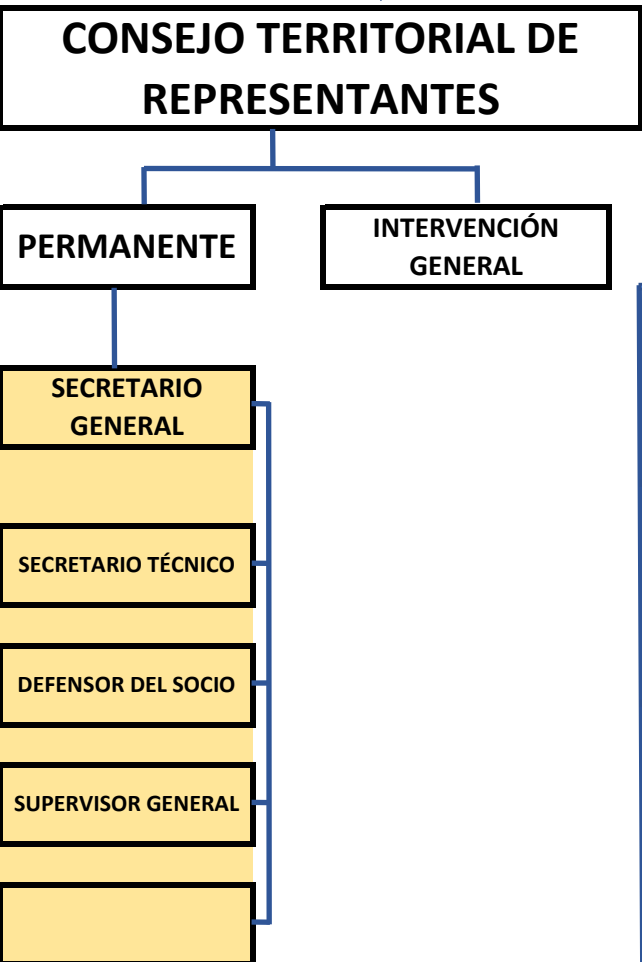 CONSEJO TERRITORIAL DE
REPRESENTANTES
PERMANENTE
INTERVENCIÓN
GENERAL
SECRETARIO
GENERAL
SECRETARIO TÉCNICO
DEFENSOR DEL SOCIO
SUPERVISOR GENERAL